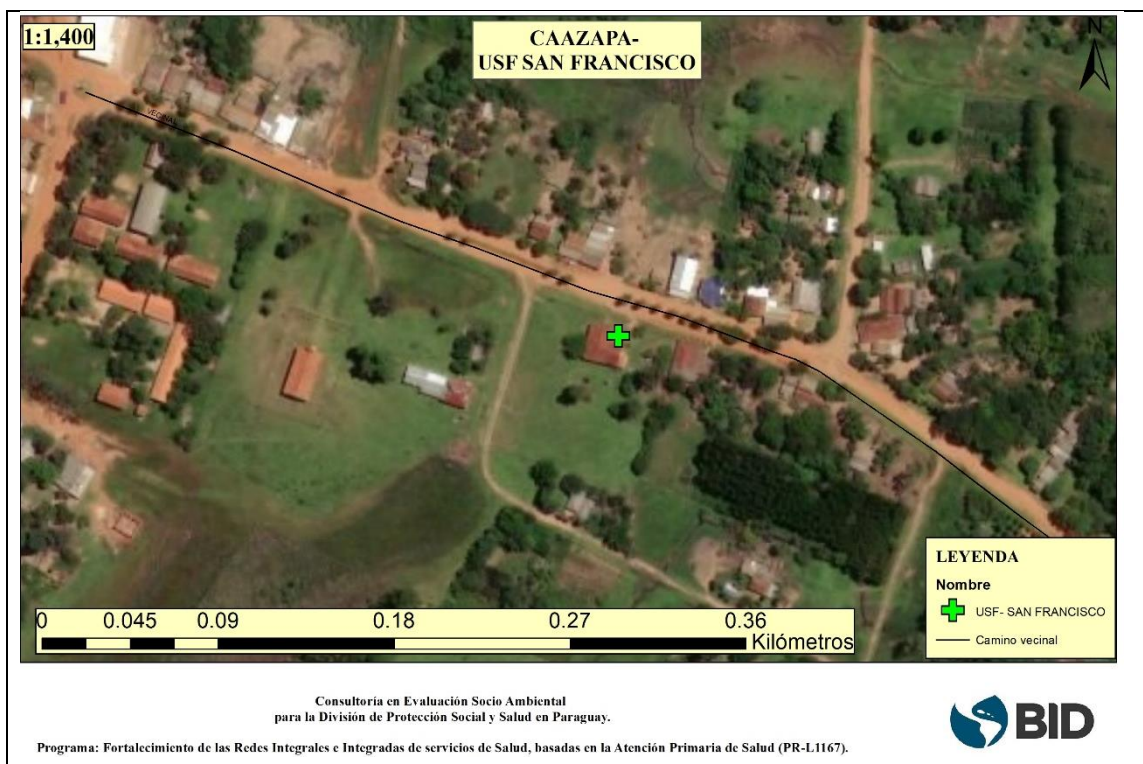 1:1,400
CAAZAPA-
USF SAN FRANCISCO
N
VECINAL
LEYENDA
Nombre
USF- SAN FRANCISCO
Camino vecinal
0 0.045 0.09 0.18 0.27 0.36
Kilómetros
Consultoría en Evaluación Socio Ambiental
para la División de Protección Social y Salud en Paraguay.
BID
Programa: Fortalecimiento de las Redes Integrales e Integradas de servicios de Salud, basadas en la Atención Primaria de Salud (PR-L1167).